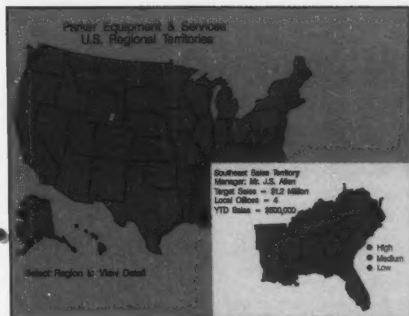 Parker Equipment & Services
U.S. Regional Territories
Southeast Sales Territory
Manager: Mr. J.S. Allen
Target Sales = $1.2 Million
Local Offices = 4
YTD Sales = $600,000
High
Medium
Low
Select Region to View Detail